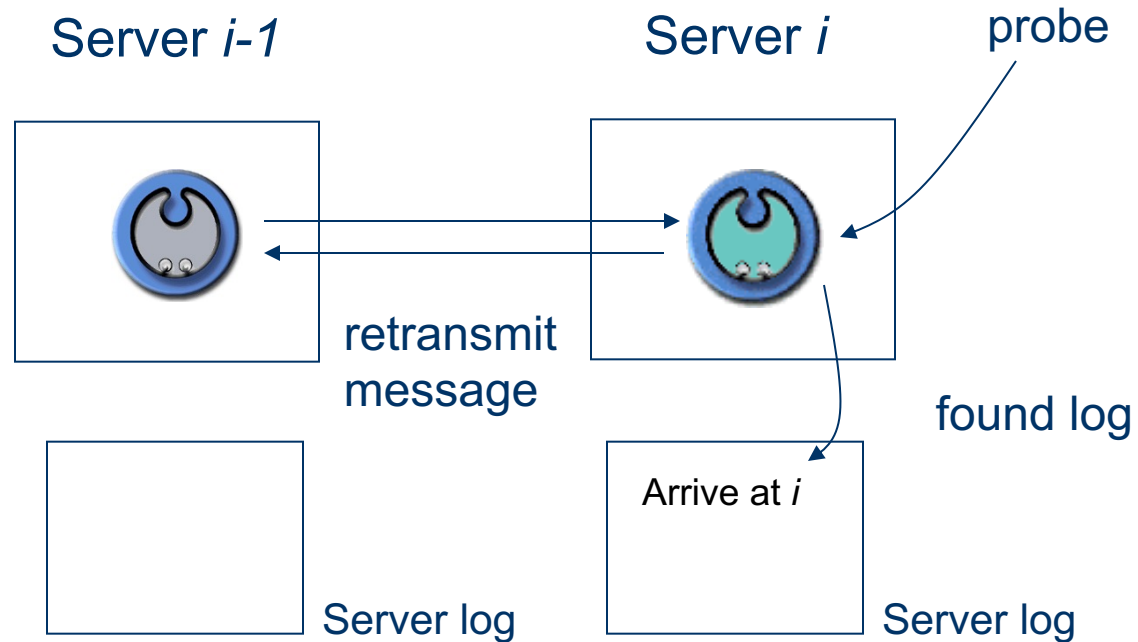 Server i-1
Server i
probe
retransmit
message
found log
Arrive at i
Server log
Server log